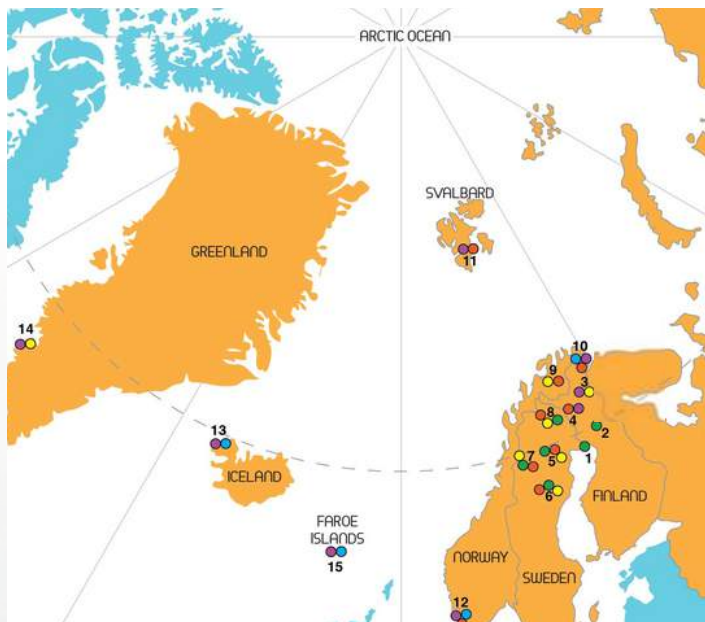 ARCTIC OCEAN
SVALBARD
11
GREENLAND
14
10
9
3
8
4
2
13
7
1
5
ICELAND
6
FINLAND
FAROE
ISLANDS
15
NORWAY
SWEDEN
12